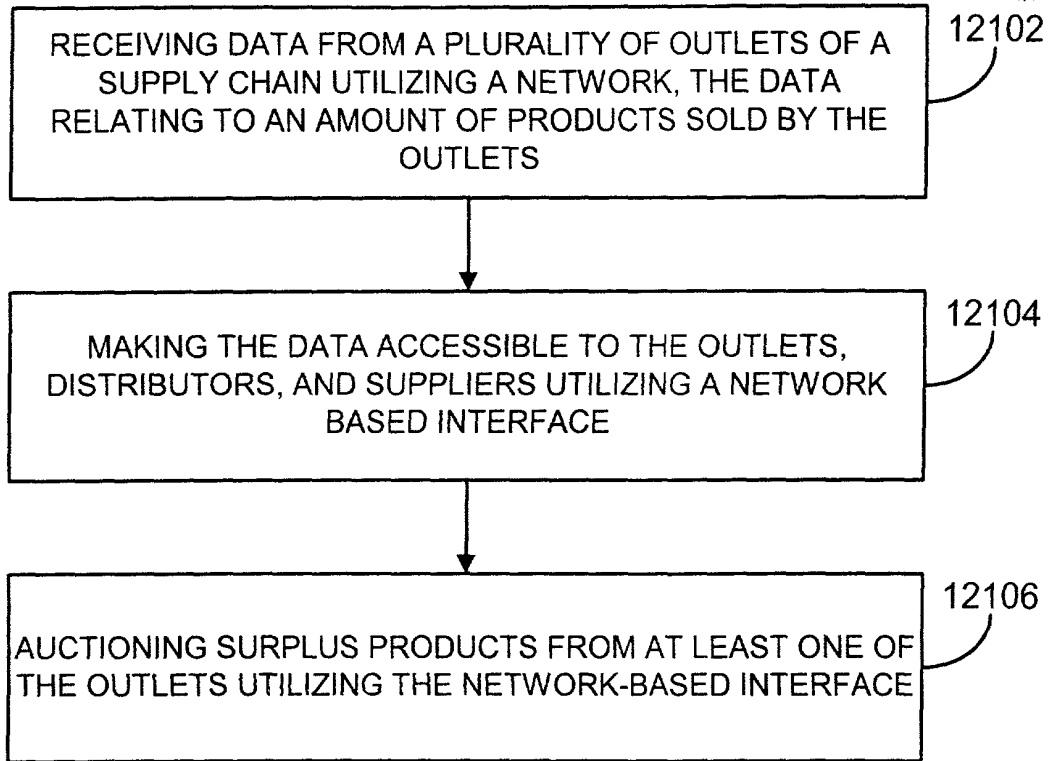 12102
RECEIVING DATA FROM A PLURALITY OF OUTLETS OF A
SUPPLY CHAIN UTILIZING A NETWORK, THE DATA
RELATING TO AN AMOUNT OF PRODUCTS SOLD BY THE
OUTLETS
12104
MAKING THE DATA ACCESSIBLE TO THE OUTLETS,
DISTRIBUTORS, AND SUPPLIERS UTILIZING A NETWORK
BASED INTERFACE
12106
AUCTIONING SURPLUS PRODUCTS FROM AT LEAST ONE OF
THE OUTLETS UTILIZING THE NETWORK-BASED INTERFACE